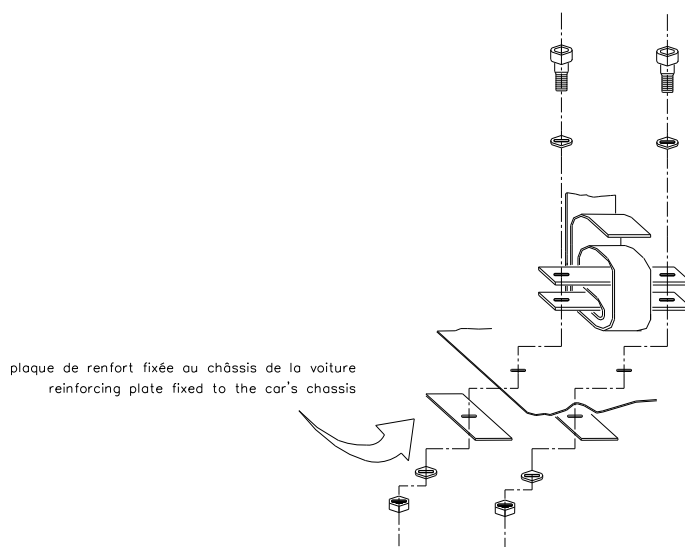 plaque de renfort fixée au châssis de la voiture
reinforcing plate fixed to the car's chassis